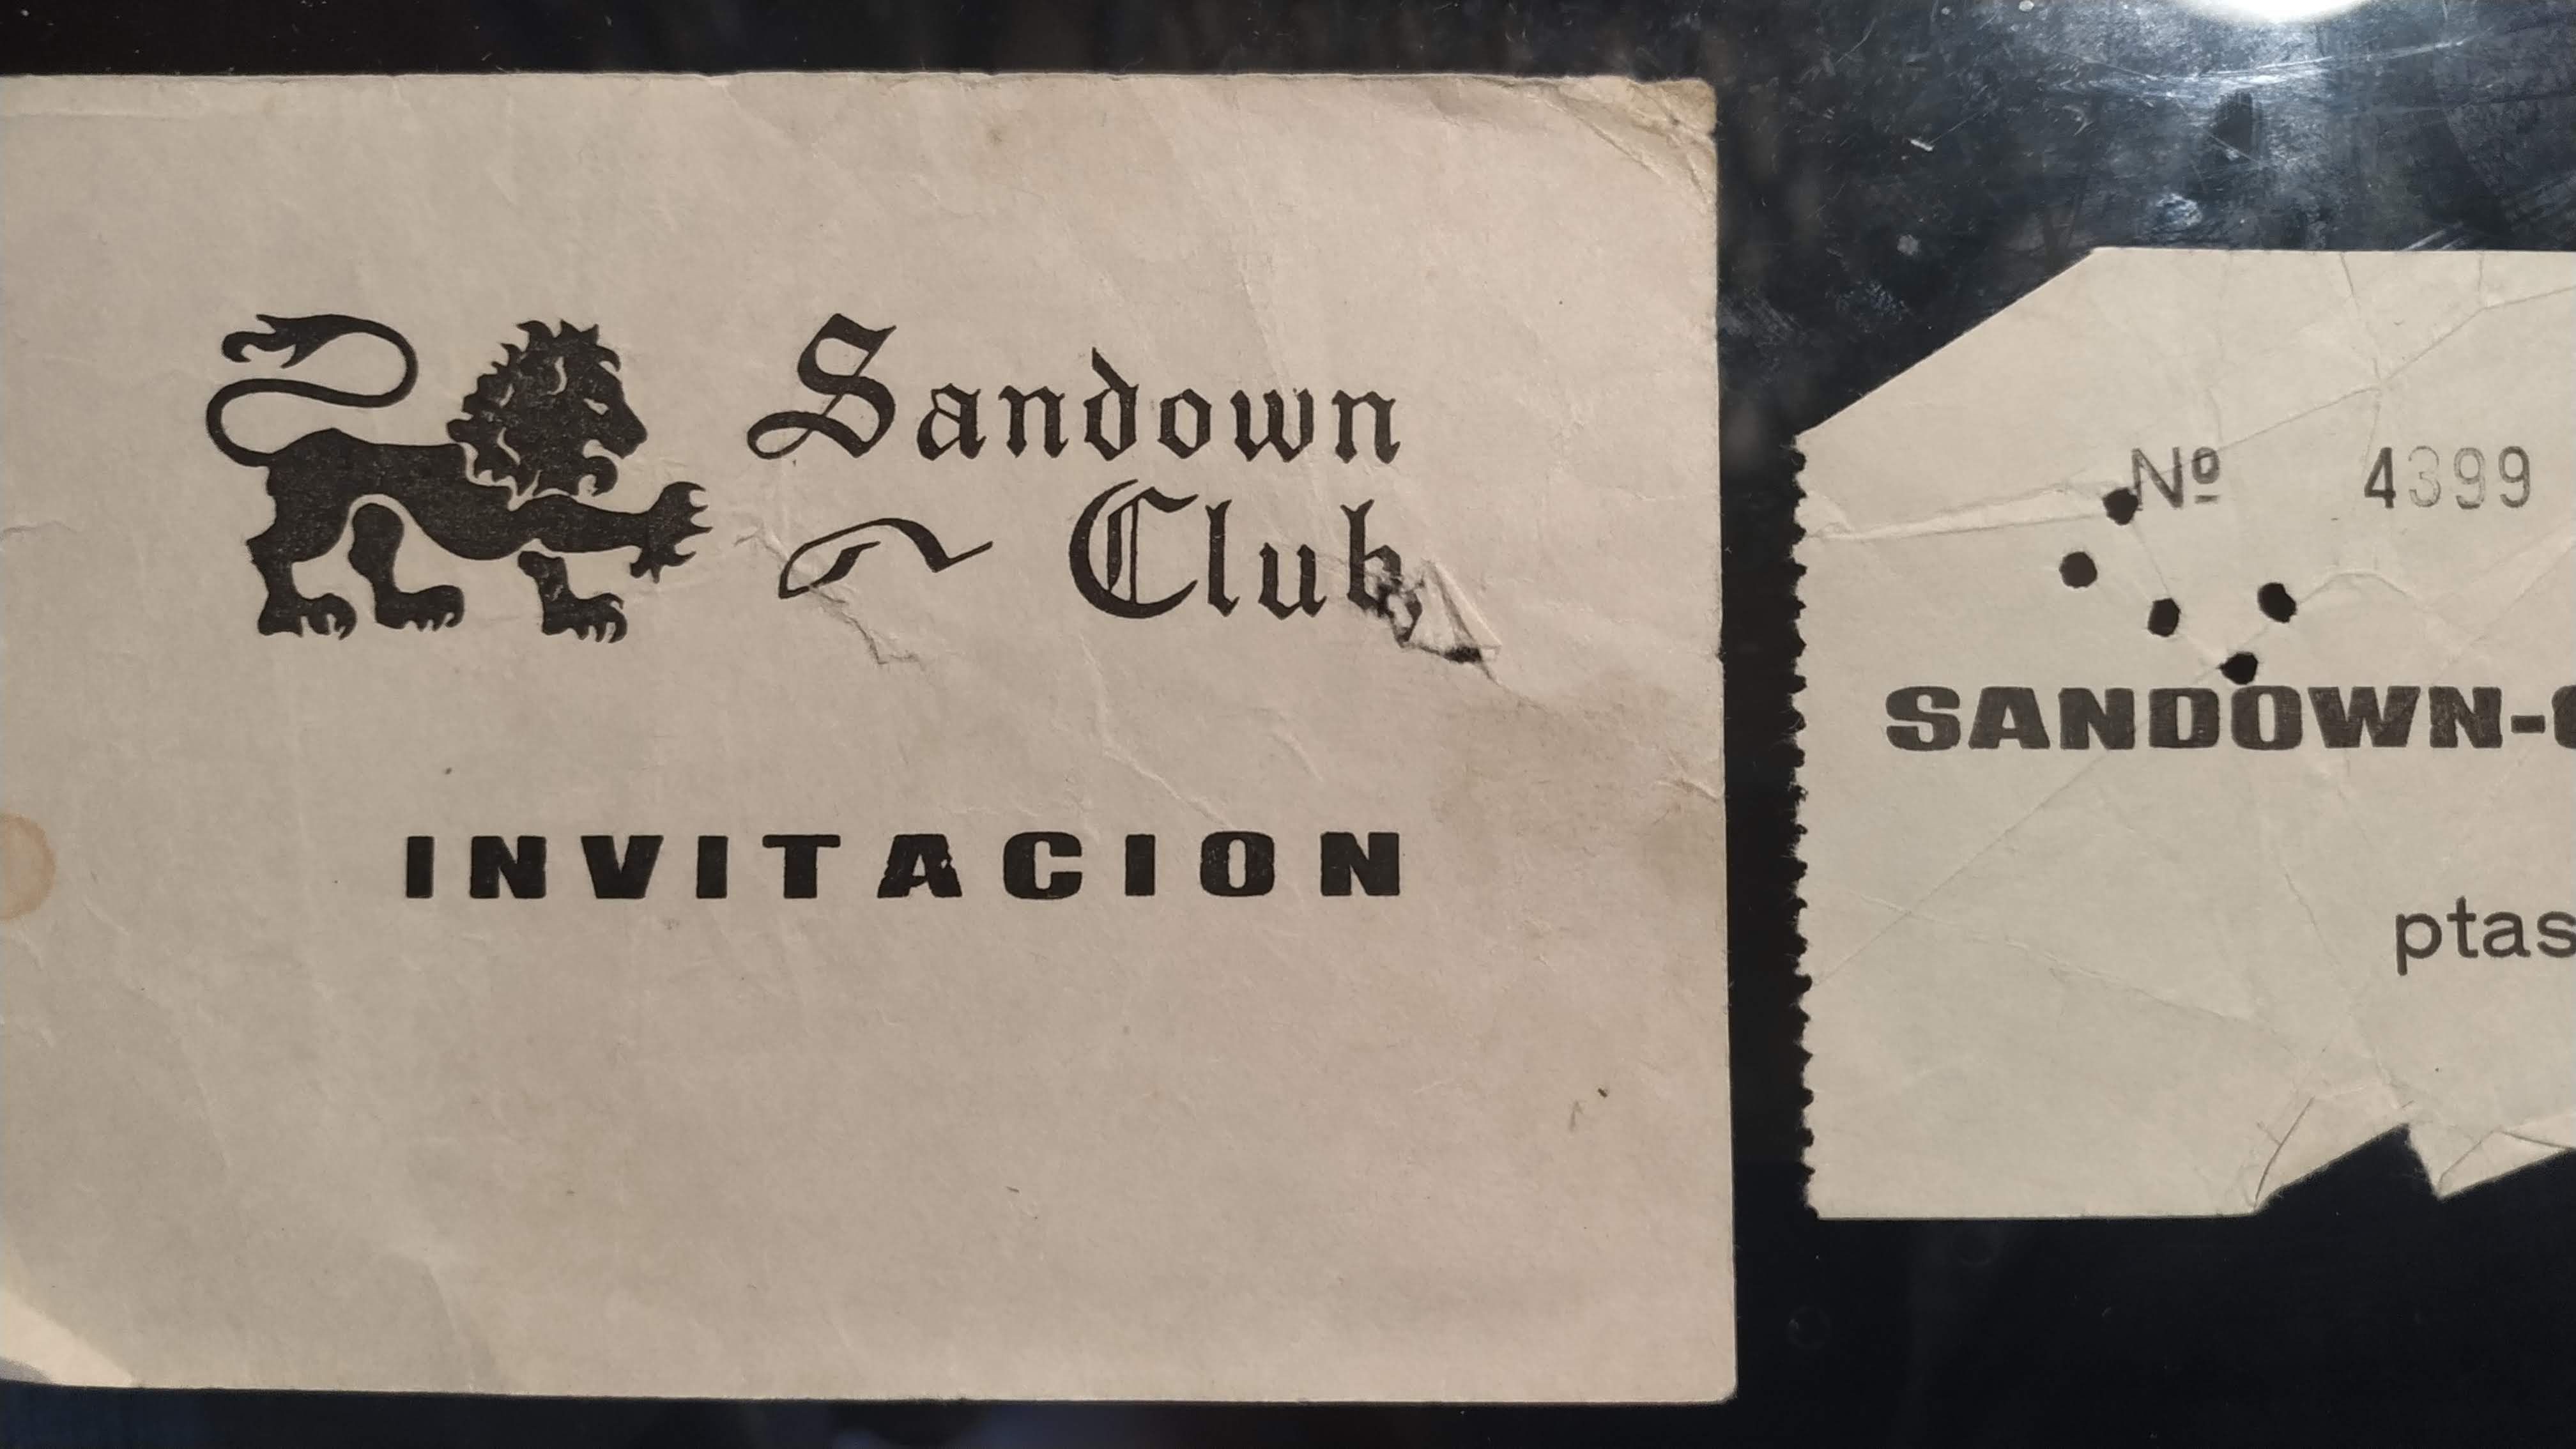 Sandown
Club
INVITACION
Nº 4399
SANDOWN-
ptas